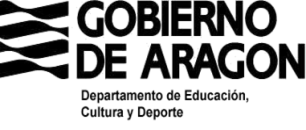 GOBIERNO
DE ARAGON
Departamento de Educación,
Cultura y Deporte